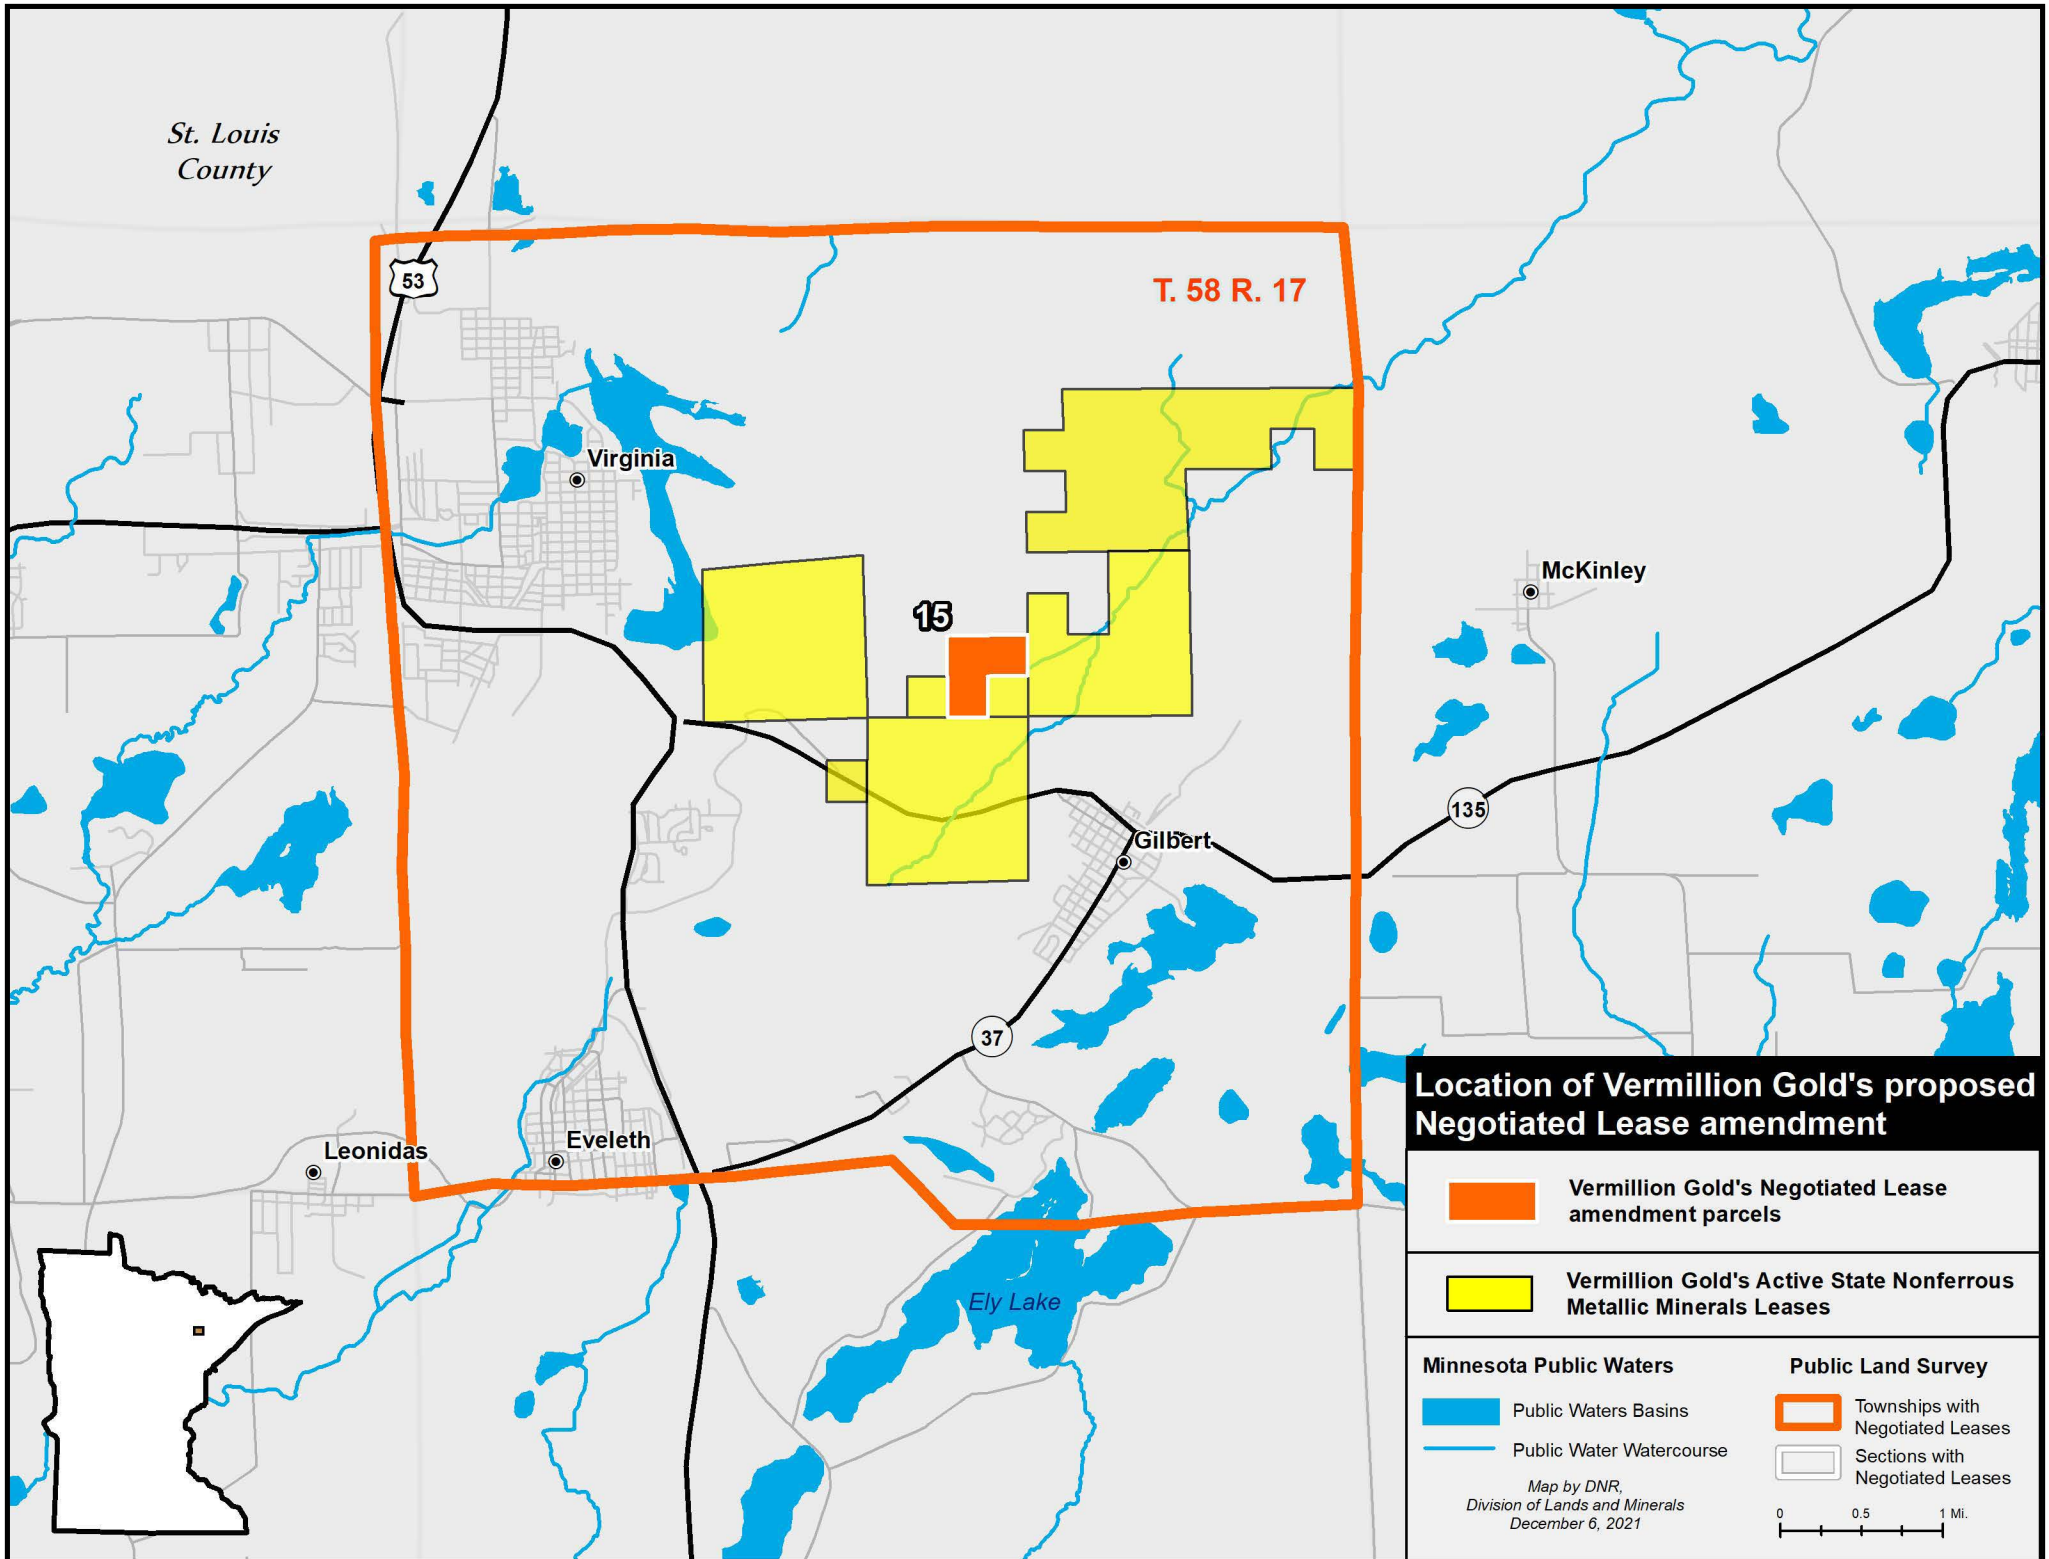 St. Louis
County
53
T. 58 R. 17
Virginia
McKinley
15
135
Gilbert
37
Leonidas
Eveleth
Ely Lake
Location of Vermillion Gold's proposed
Negotiated Lease amendment
Vermillion Gold's Negotiated Lease
amendment parcels
Vermillion Gold's Active State Nonferrous
Metallic Minerals Leases
Minnesota Public Waters
Public Waters Basins
Public Water Watercourse
Map by DNR,
Division of Lands and Minerals
December 6, 2021
Public Land Survey
Townships with
Negotiated Leases
Sections with
Negotiated Leases
0 0.5 1 Mi.